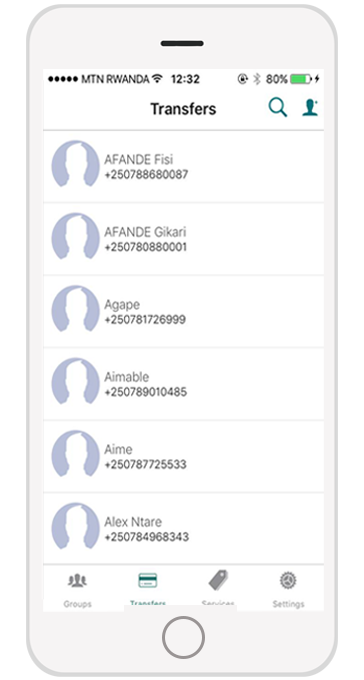 MTN RWANDA 12:32 80%
Transfers
AFANDE Fisi
+250788680087
AFANDE Gikari
+250780880001
Agape
+250781726999
Aimable
+250789010485
Aime
+250787725533
Alex Ntare
+250784968343
Groups Transfers Services Settings